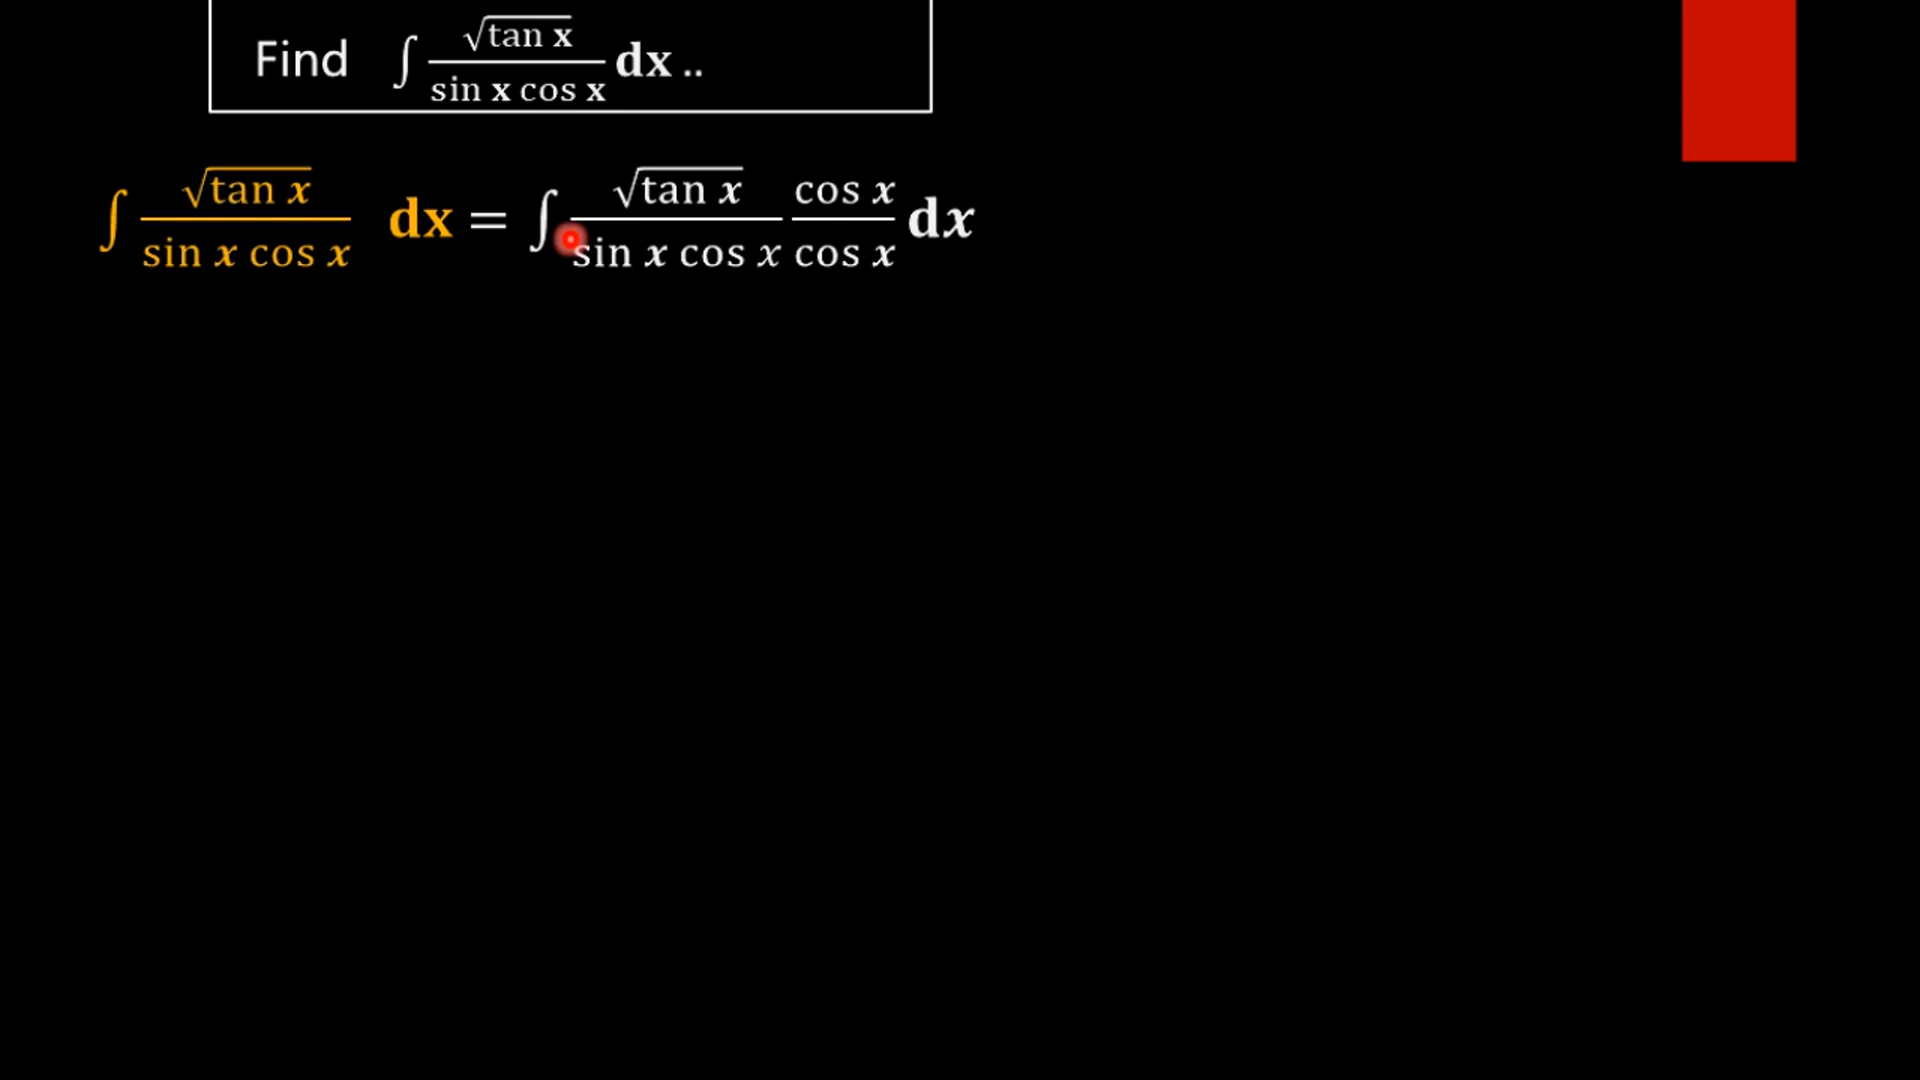 Find ∫ √tan x / sin x cos x dx ..
∫ √tan x / sin x cos x dx = ∫ √tan x / sin x cos x cos x / cos x dx